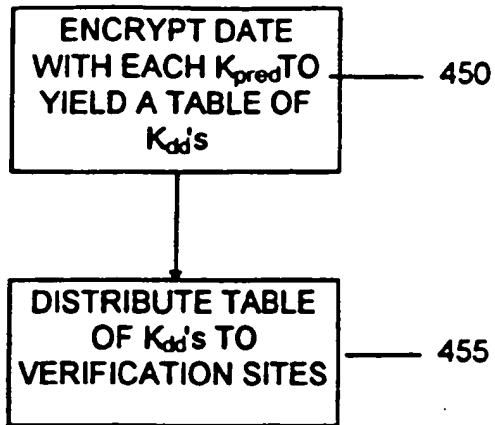 ENCRYPT DATE
WITH EACH Kpred TO
YIELD A TABLE OF
Kdd's
450
DISTRIBUTE TABLE
OF Kdd's TO
VERIFICATION SITES
455